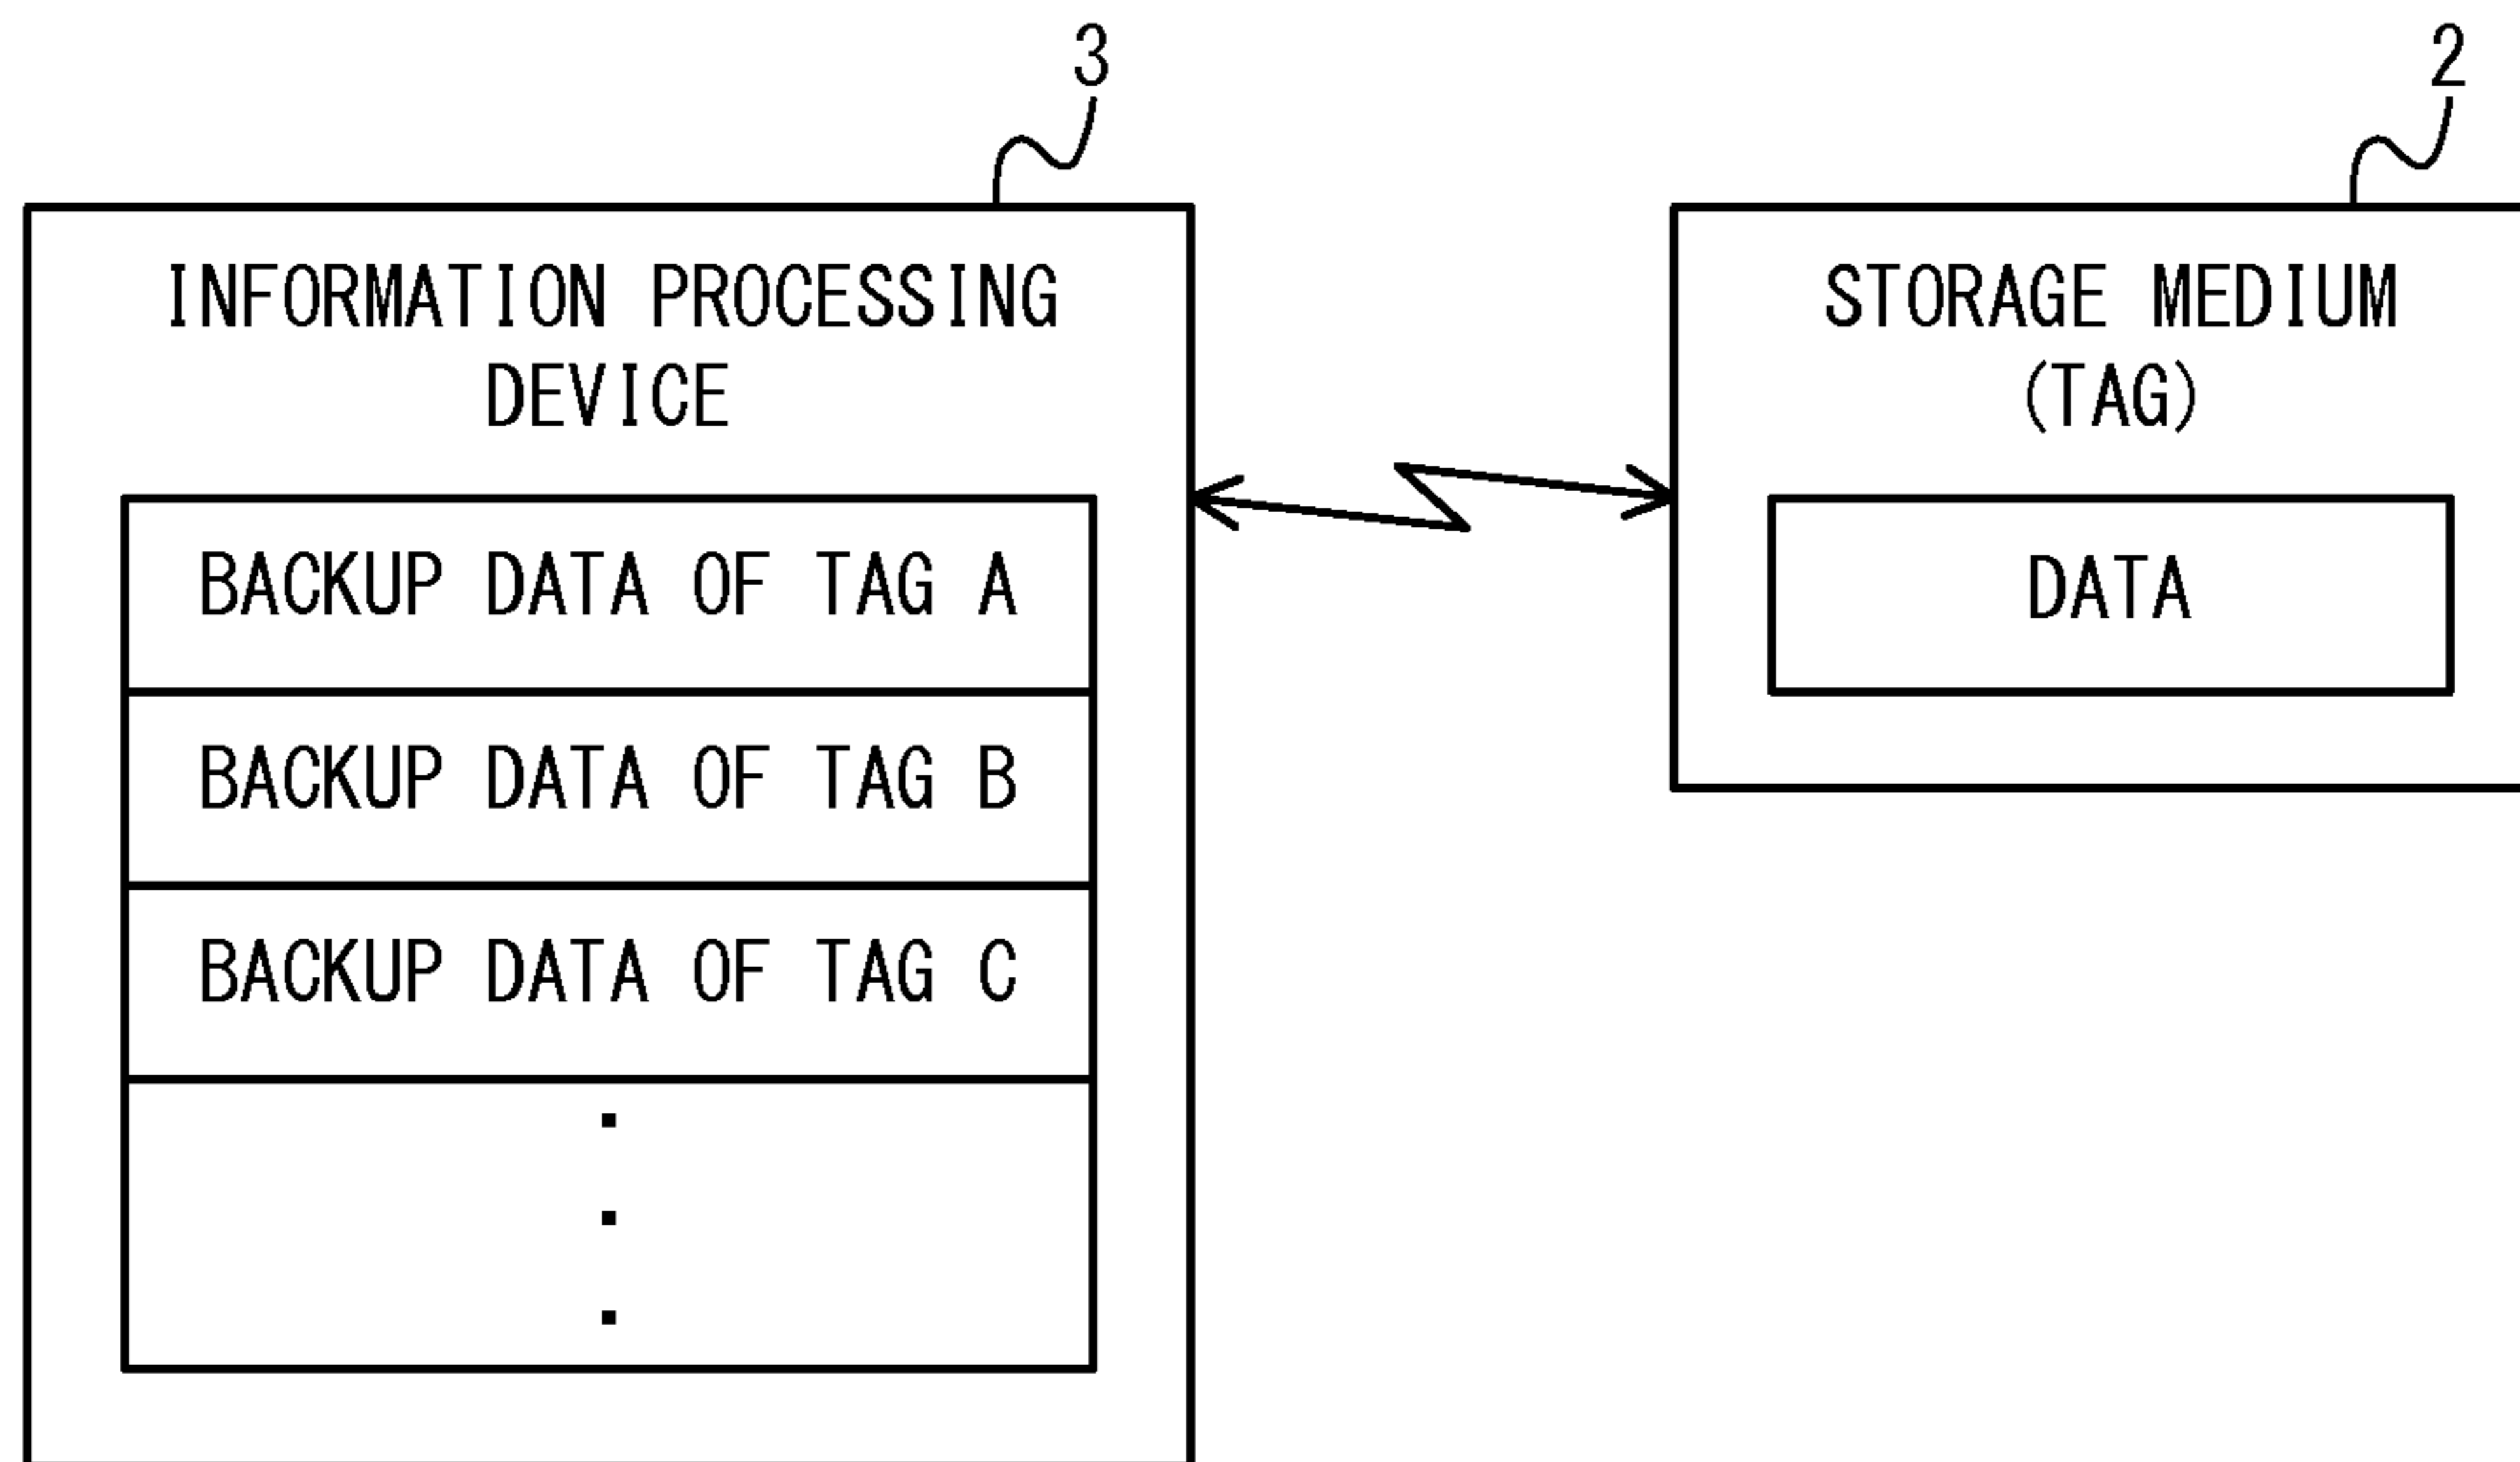 3
2
INFORMATION PROCESSING
DEVICE
BACKUP DATA OF TAG A
BACKUP DATA OF TAG B
BACKUP DATA OF TAG C
STORAGE MEDIUM
(TAG)
DATA